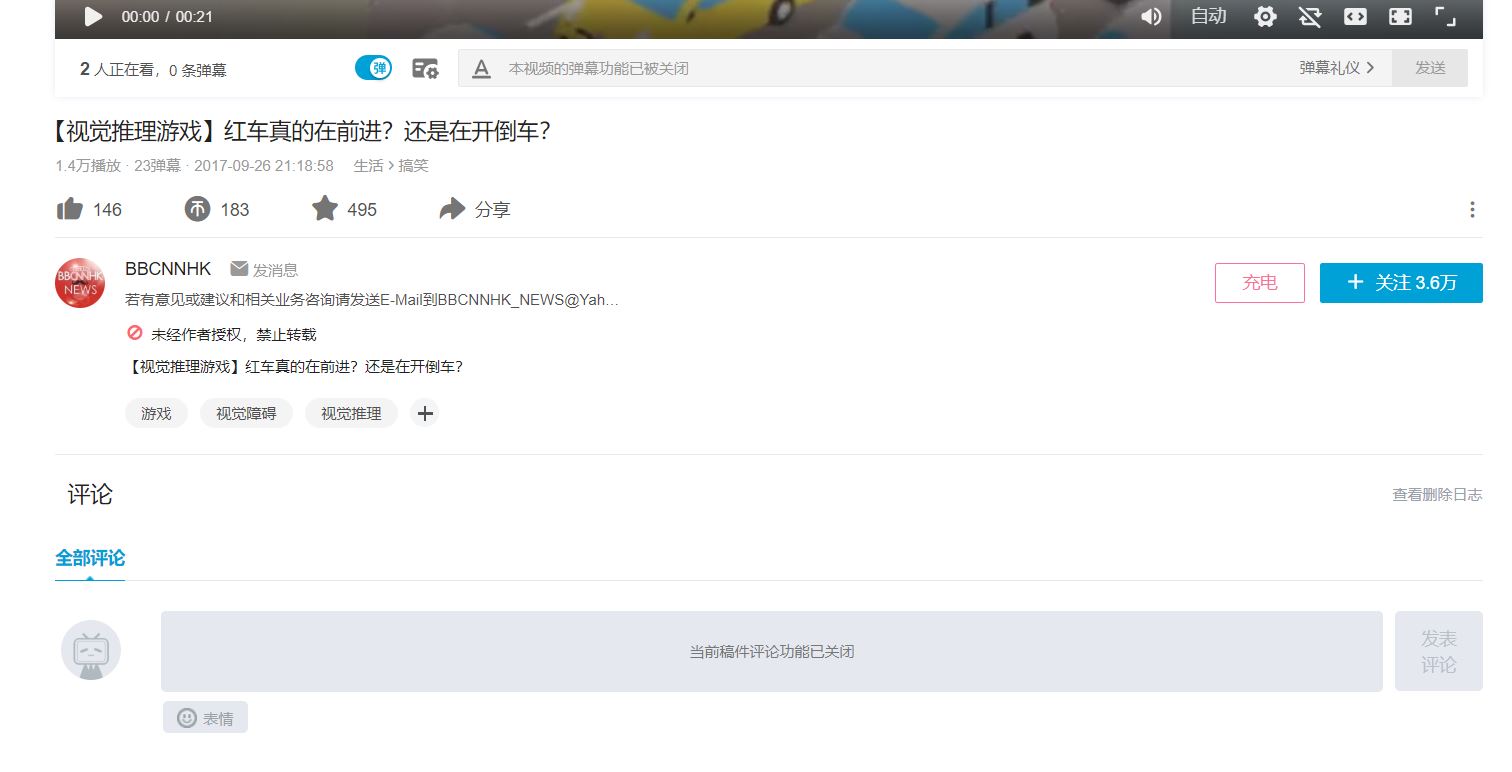 00:00 / 00:21
自动
2 人正在看，0 条弹幕
弹
本视频的弹幕功能已被关闭
弹幕礼仪
发送
【视觉推理游戏】红车真的在前进？还是在开倒车？
1.4万播放 · 23弹幕 · 2017-09-26 21:18:58 生活 > 搞笑
146
183
495
分享
BBCNNHK
NEWS
BBCNNHK
发消息
充电
+ 关注 3.6万
若有意见或建议和相关业务咨询请发送E-Mail到BBCNNHK_NEWS@Yah…
未经作者授权，禁止转载
【视觉推理游戏】红车真的在前进？还是在开倒车？
游戏
视觉障碍
视觉推理
评论
查看删除日志
全部评论
当前稿件评论功能已关闭
发表
评论
表情